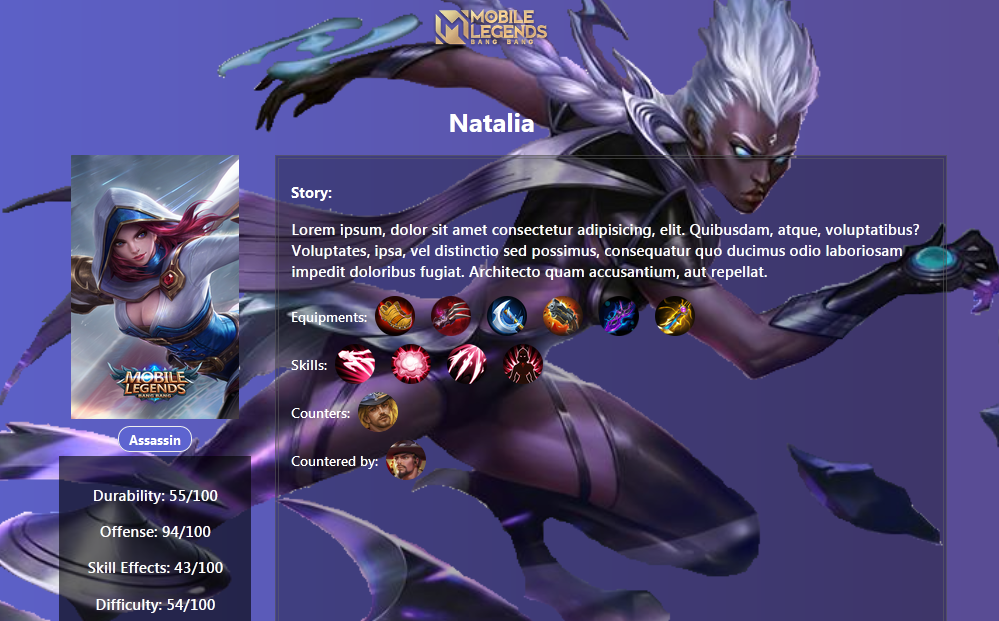 MOBILE
LEGENDS
BANG BANG
Natalia
MOBILE
LEGENDS
BANG BANG
Assassin
Durability: 55/100
Offense: 94/100
Skill Effects: 43/100
Difficulty: 54/100
Story:
Lorem ipsum, dolor sit amet consectetur adipisicing, elit. Quibusdam, atque, voluptatibus?
Voluptates, ipsa, vel distinctio sed possimus, consequatur quo ducimus odio laboriosam
impedit doloribus fugiat. Architecto quam accusantium, aut repellat.
Equipments:
Skills:
Counters:
Countered by: